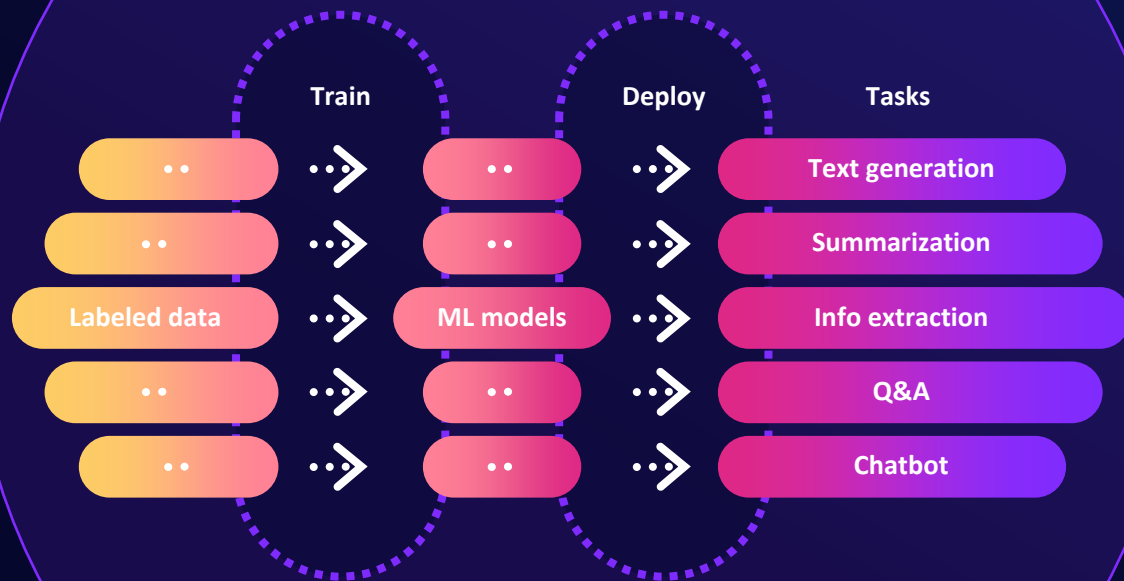 Train
Deploy
Tasks
Text generation
Summarization
Labeled data
ML models
Info extraction
Q&A
Chatbot